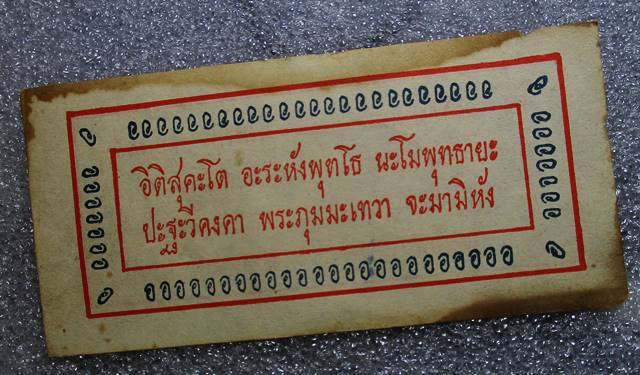 อิติสุคะโต อะระหังพุทโธ นะโมพุทธายะ
ปะฐะวีคงคา พระภุมมะเทวา ขะมามิหัง